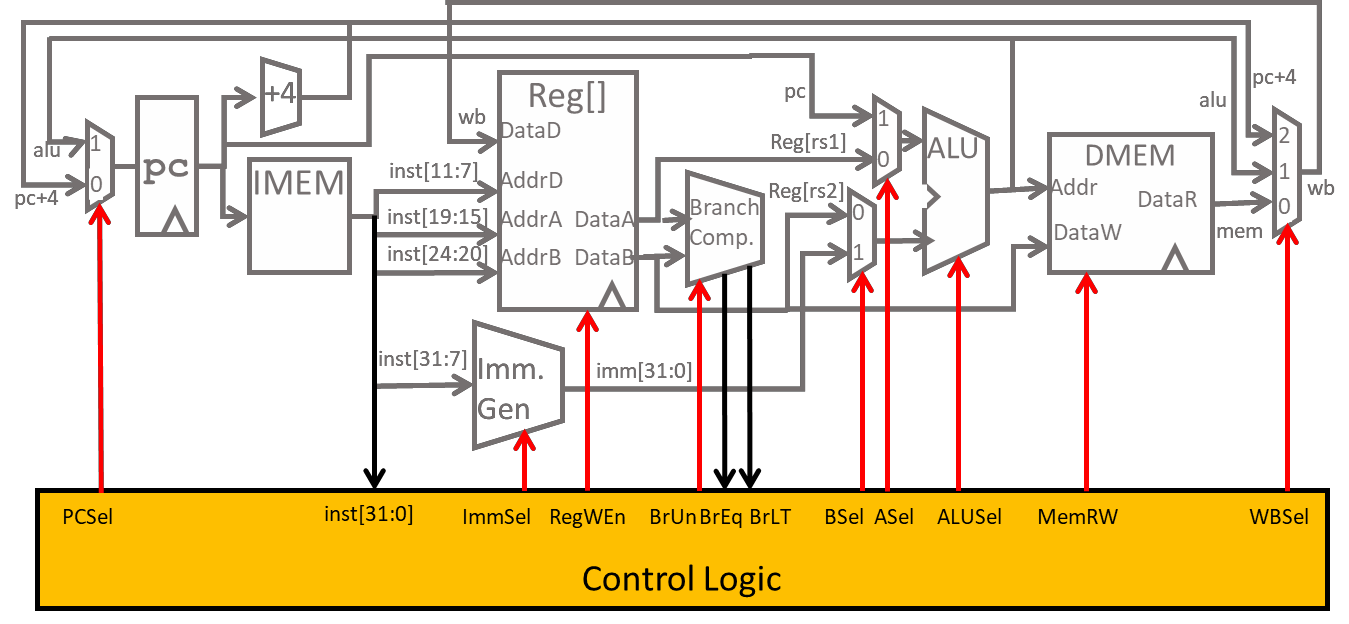 pc+4
alu
+4
Reg[]
pc
wb
DataD
alu
1
pc
0
pc+4
IMEM
inst[11:7]
AddrD
inst[19:15]
AddrA
DataA
inst[24:20]
AddrB
DataB
Branch
Comp.
Reg[rs1]
1
0
Reg[rs2]
0
1
ALU
DMEM
Addr
DataR
DataW
mem
2
1
0
wb
inst[31:7]
Imm.
Gen
imm[31:0]
PCSel
inst[31:0]
ImmSel
RegWEn
BrUn
BrEq
BrLT
BSel
ASel
ALUSel
MemRW
WBSel
Control Logic